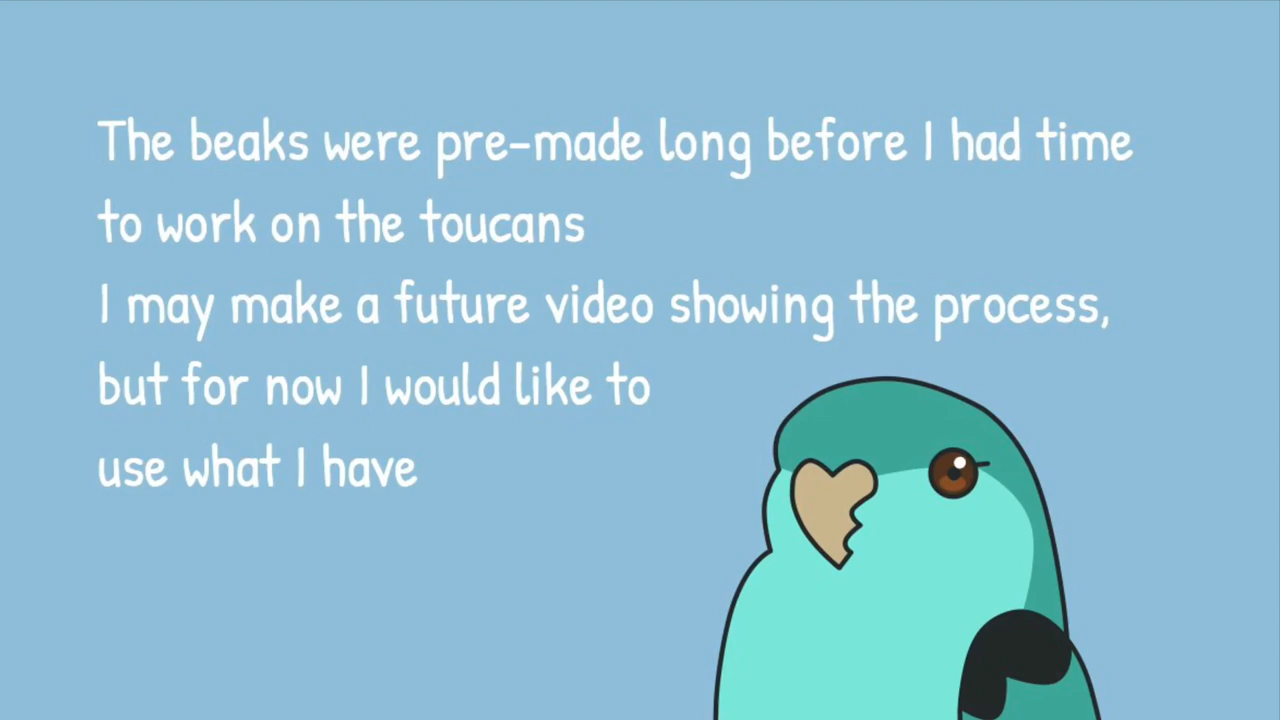 The beaks were pre-made long before I had time
to work on the toucans
I may make a future video showing the process,
but for now I would like to
use what I have